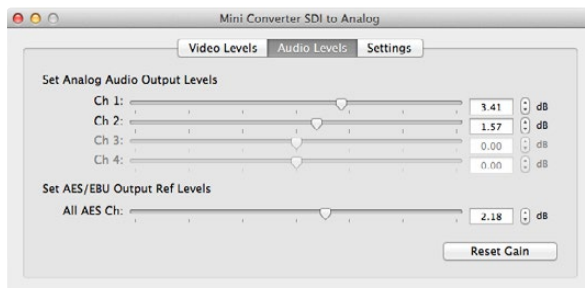 Mini Converter SDI to Analog
Video Levels Audio Levels Settings
Set Analog Audio Output Levels
Ch 1: 3.41 dB
Ch 2: 1.57 dB
Ch 3: 0.00 dB
Ch 4: 0.00 dB
Set AES/EBU Output Ref Levels
All AES Ch: 2.18 dB
Reset Gain